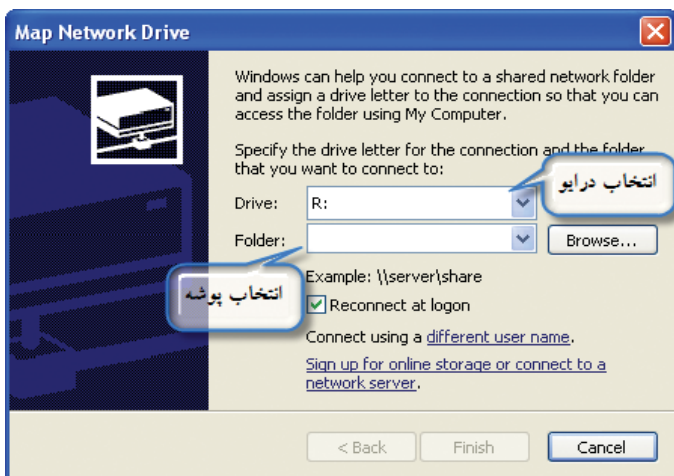 Map Network Drive
Windows can help you connect to a shared network folder
and assign a drive letter to the connection so that you can
access the folder using My Computer.
Specify the drive letter for the connection and the folder
that you want to connect to:
انتخاب درایو
Drive: R:
Folder: Browse...
انتخاب پوشه
Example: \\server\share
Reconnect at logon
Connect using a different user name.
Sign up for online storage or connect to a
network server.
< Back Finish Cancel